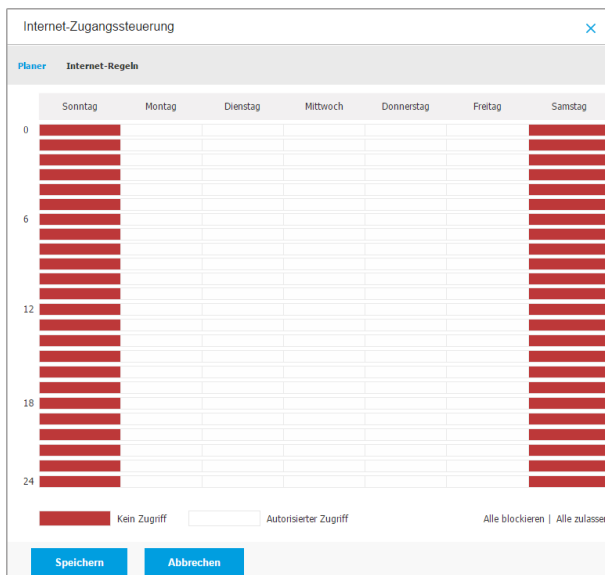 Internet-Zugangssteuerung
Planer Internet-Regeln
Sonntag Montag Dienstag Mittwoch Donnerstag Freitag Samstag
0
6
12
18
24
Kein Zugriff Autorisierter Zugriff Alle blockieren | Alle zulassen
Speichern Abbrechen